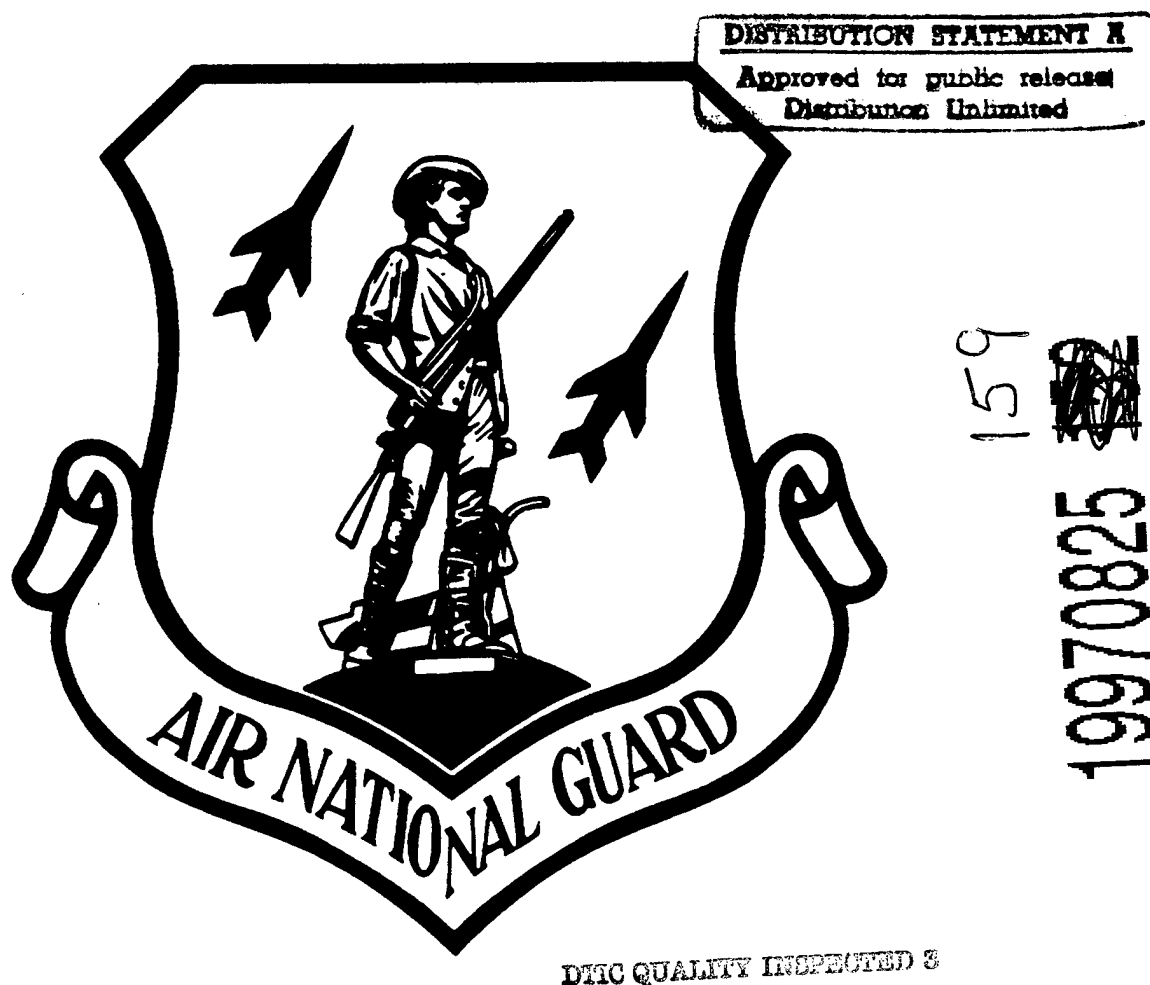 DISTRIBUTION STATEMENT A
Approved for public release;
Distribution Unlimited
AIR NATIONAL GUARD
19970825
159
DTIC QUALITY INSPECTED 3